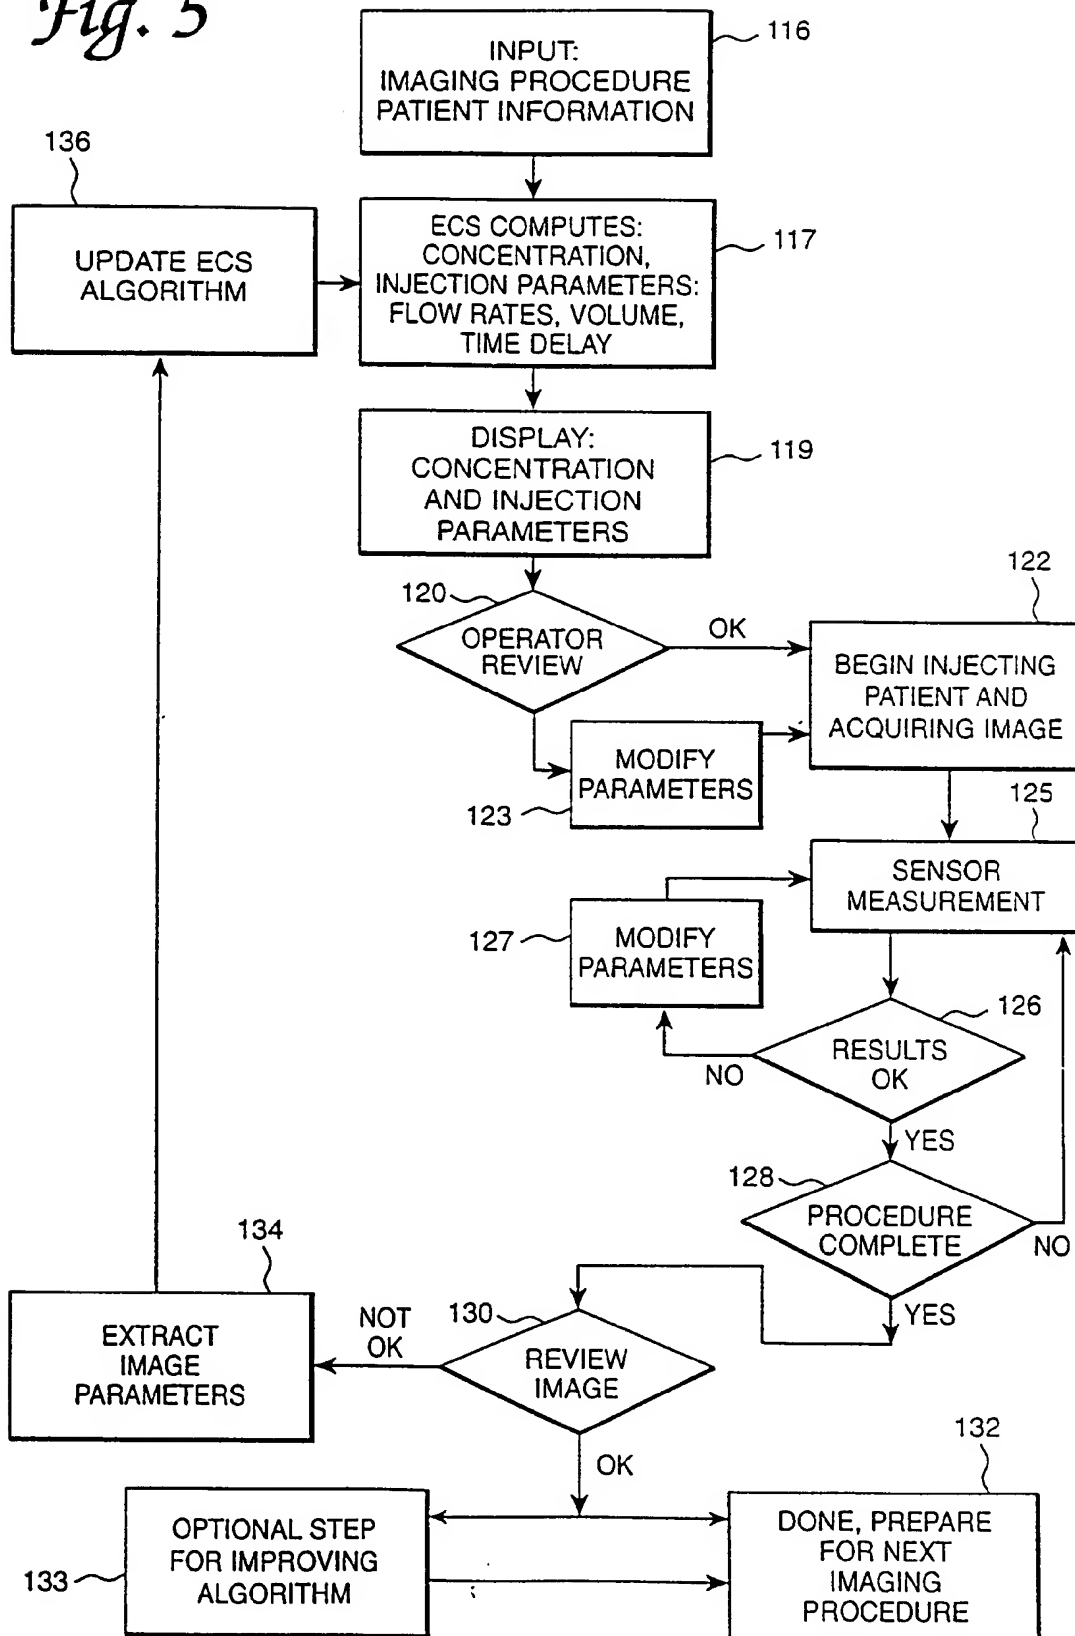 Fig. 5
INPUT:
IMAGING PROCEDURE
PATIENT INFORMATION
116
136
UPDATE ECS
ALGORITHM
ECS COMPUTES:
CONCENTRATION,
INJECTION PARAMETERS:
FLOW RATES, VOLUME,
TIME DELAY
117
DISPLAY:
CONCENTRATION
AND INJECTION
PARAMETERS
119
120
OPERATOR
REVIEW
OK
122
BEGIN INJECTING
PATIENT AND
ACQUIRING IMAGE
MODIFY
PARAMETERS
123
125
SENSOR
MEASUREMENT
127
MODIFY
PARAMETERS
126
RESULTS
OK
NO
YES
128
PROCEDURE
COMPLETE
NO
YES
134
EXTRACT
IMAGE
PARAMETERS
NOT
OK
130
REVIEW
IMAGE
OK
132
OPTIONAL STEP
FOR IMPROVING
ALGORITHM
133
DONE, PREPARE
FOR NEXT
IMAGING
PROCEDURE